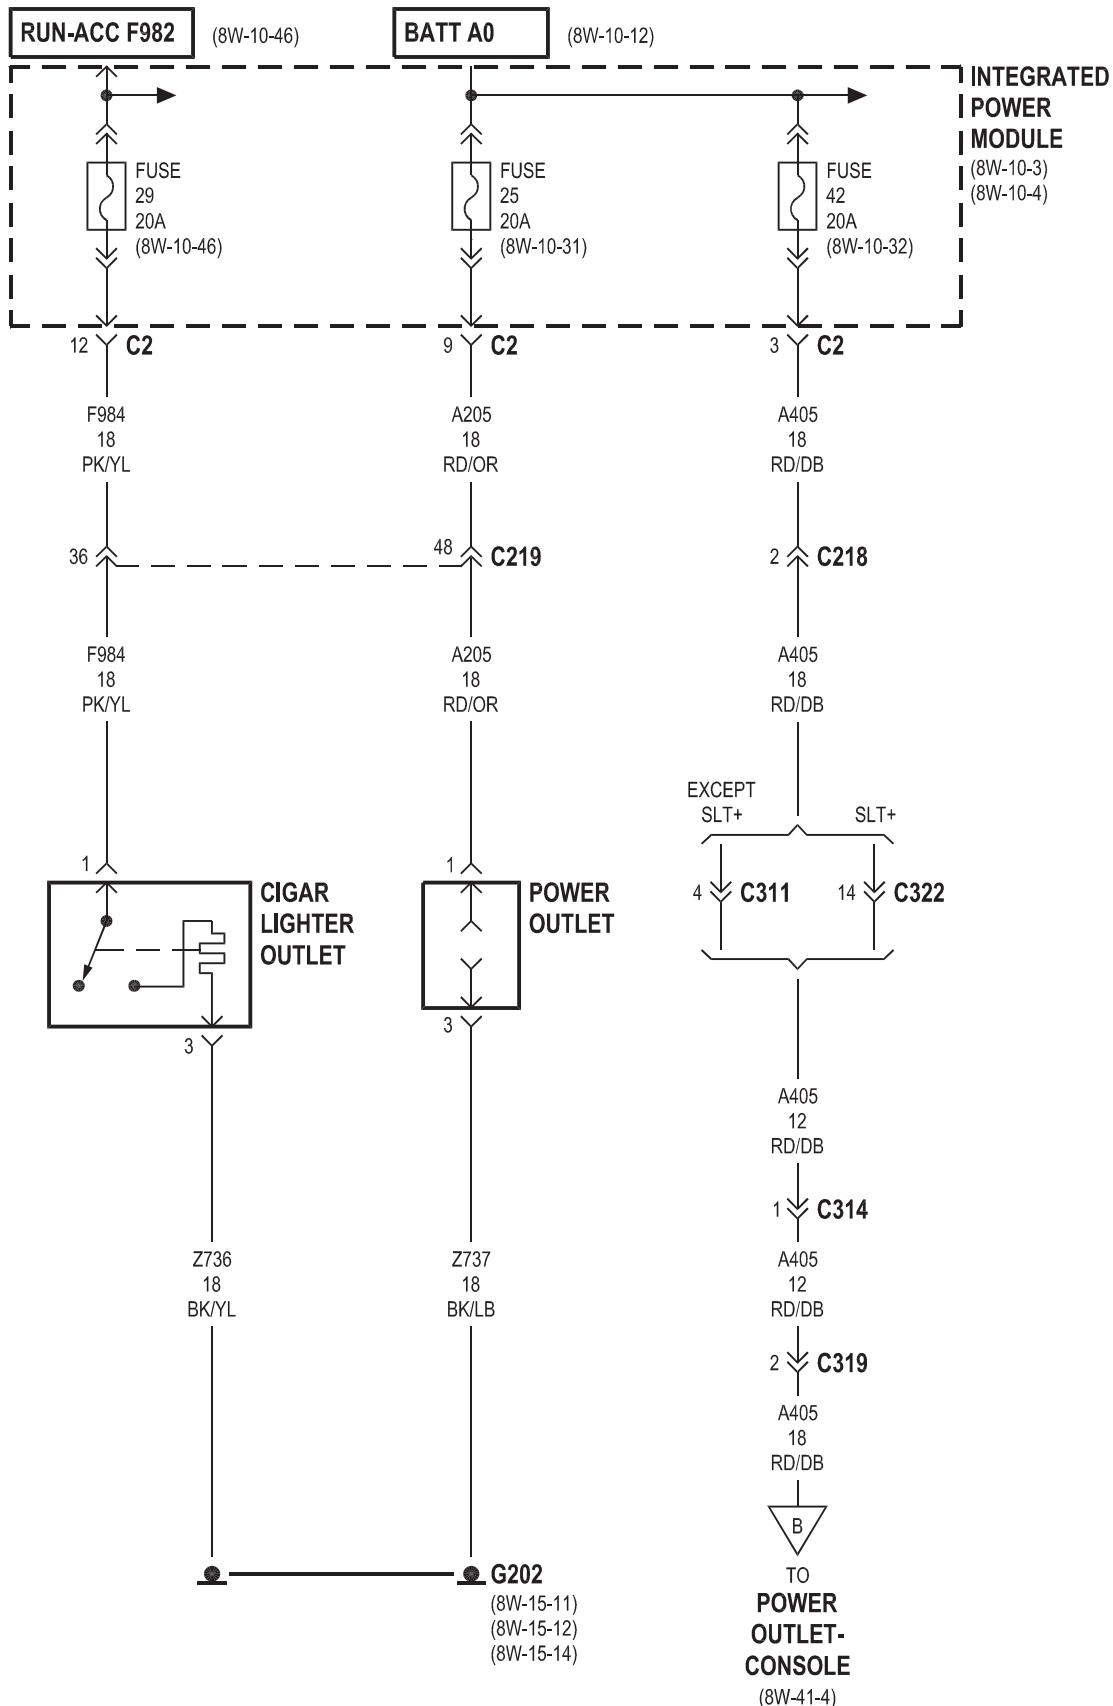 RUN-ACC F982 (8W-10-46)
BATT A0 (8W-10-12)
INTEGRATED
POWER
MODULE
(8W-10-3)
(8W-10-4)
FUSE
29
20A
(8W-10-46)
FUSE
25
20A
(8W-10-31)
FUSE
42
20A
(8W-10-32)
12 C2
9 C2
3 C2
F984
18
PK/YL
A205
18
RD/OR
A405
18
RD/DB
36
48 C219
2 C218
F984
18
PK/YL
A205
18
RD/OR
A405
18
RD/DB
EXCEPT
SLT+
SLT+
4 C311
14 C322
1
CIGAR
LIGHTER
OUTLET
3
1
POWER
OUTLET
3
A405
12
RD/DB
1 C314
Z736
18
BK/YL
Z737
18
BK/LB
A405
12
RD/DB
2 C319
A405
18
RD/DB
B
TO
POWER
OUTLET-
CONSOLE
(8W-41-4)
G202
(8W-15-11)
(8W-15-12)
(8W-15-14)